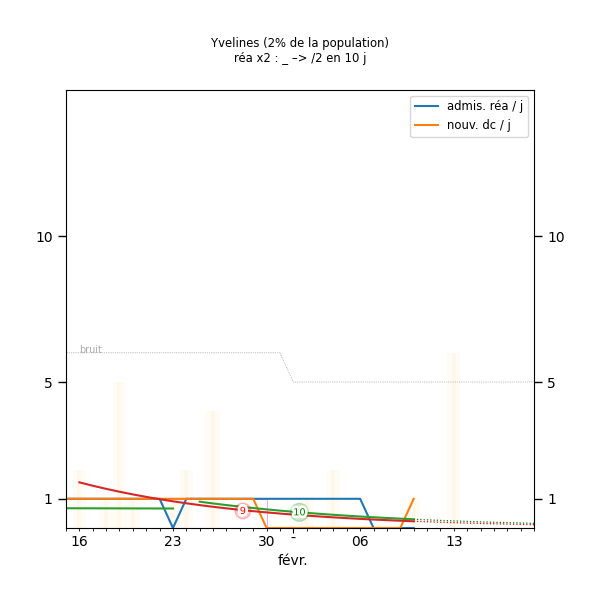 Yvelines (2% de la population)
réa x2 : _ –> /2 en 10 j
admis. réa / j
nouv. dc / j
10 10
bruit
5 5
1 1
9 10
16 23 30 - 06 13
févr.